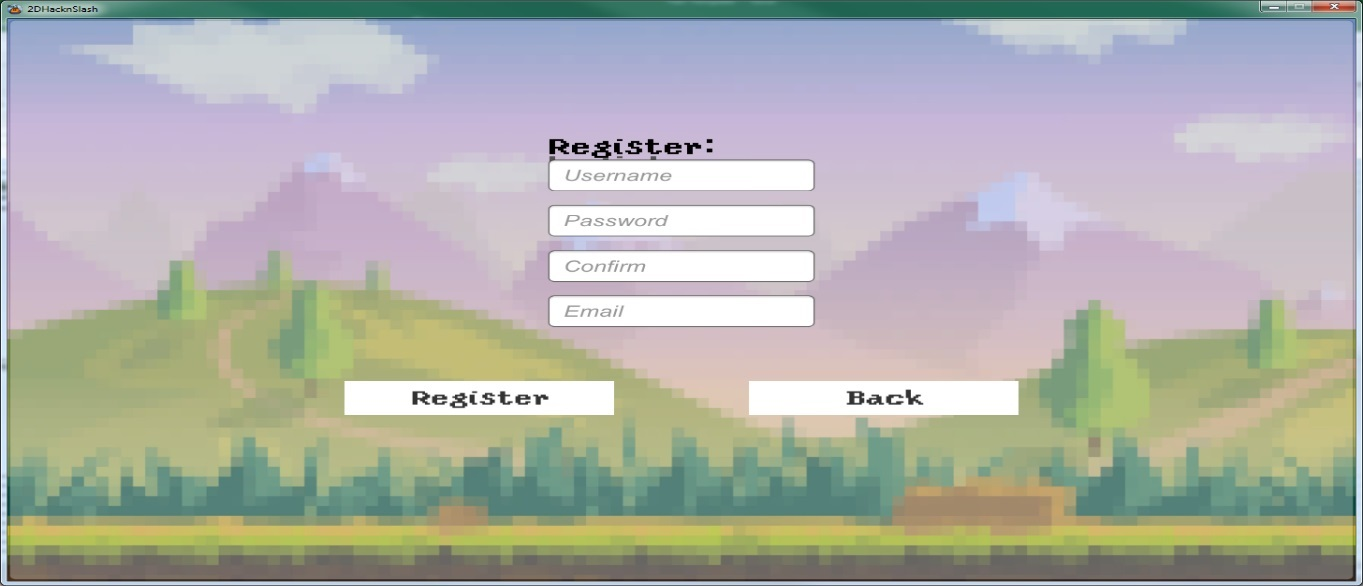 2DHacknSlash
Register:
Username
Password
Confirm
Email
Register Back